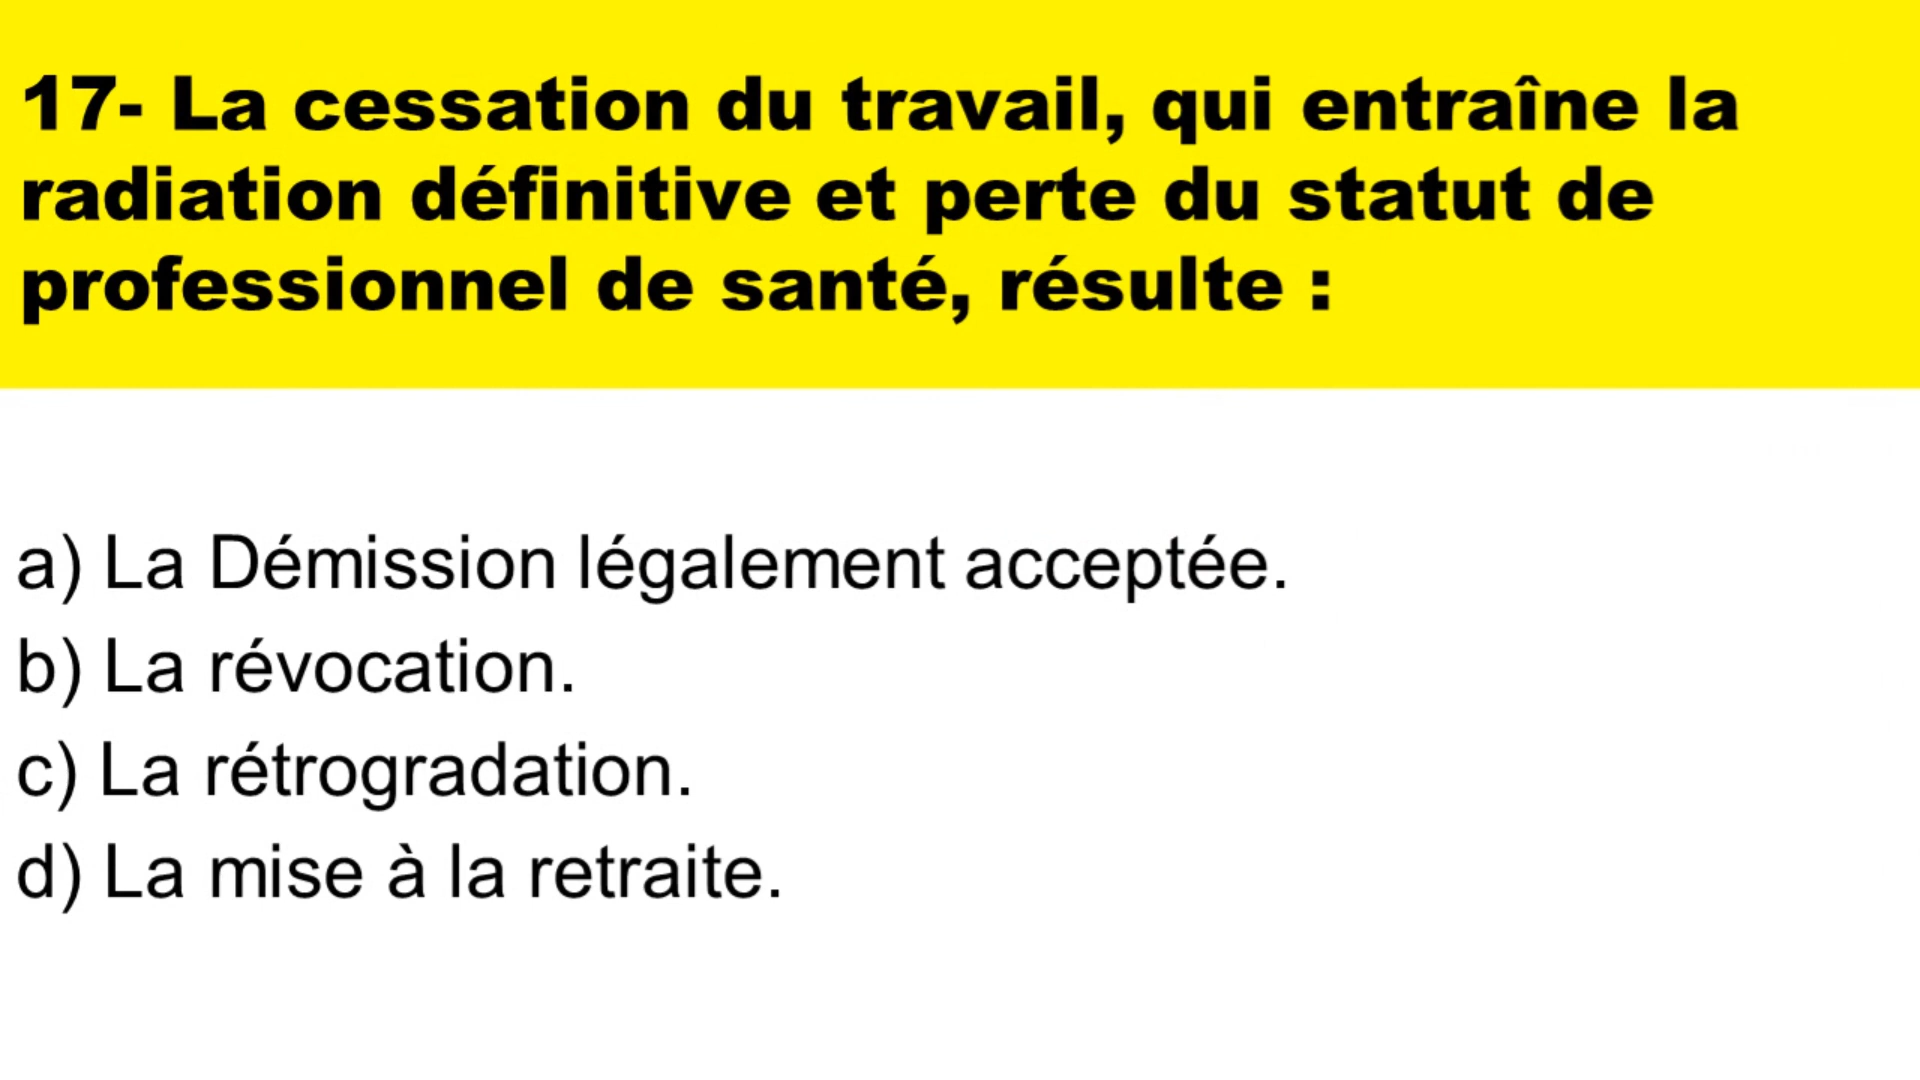 17- La cessation du travail, qui entraîne la
radiation définitive et perte du statut de
professionnel de santé, résulte :
a) La Démission légalement acceptée.
b) La révocation.
c) La rétrogradation.
d) La mise à la retraite.